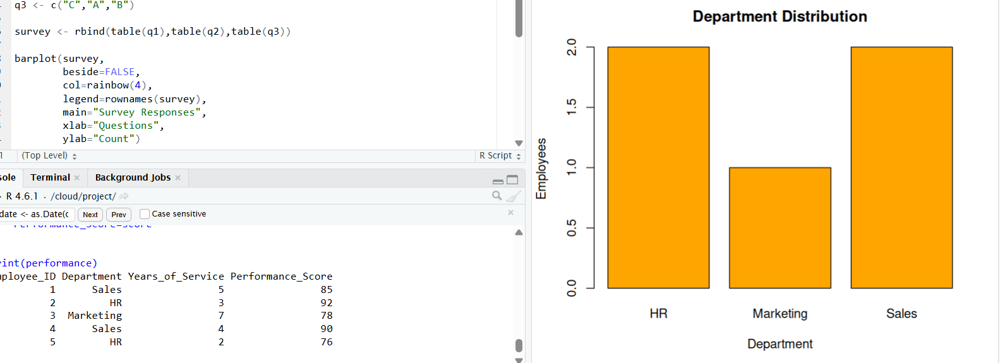 q3 <- c("C","A","B")
survey <- rbind(table(q1),table(q2),table(q3))
barplot(survey,
beside=FALSE,
col=rainbow(4),
legend=rownames(survey),
main="Survey Responses",
xlab="Questions",
ylab="Count")
(Top Level)
R Script
sole Terminal Background Jobs
R 4.6.1 · /cloud/project/
date <- as.Date(c Next Prev Case sensitive
Performance_Score=score
rint(performance)
mployee_ID Department Years_of_Service Performance_Score
1 Sales 5 85
2 HR 3 92
3 Marketing 7 78
4 Sales 4 90
5 HR 2 76
Department Distribution
Employees
2.0
1.5
1.0
0.5
0.0
HR Marketing Sales
Department